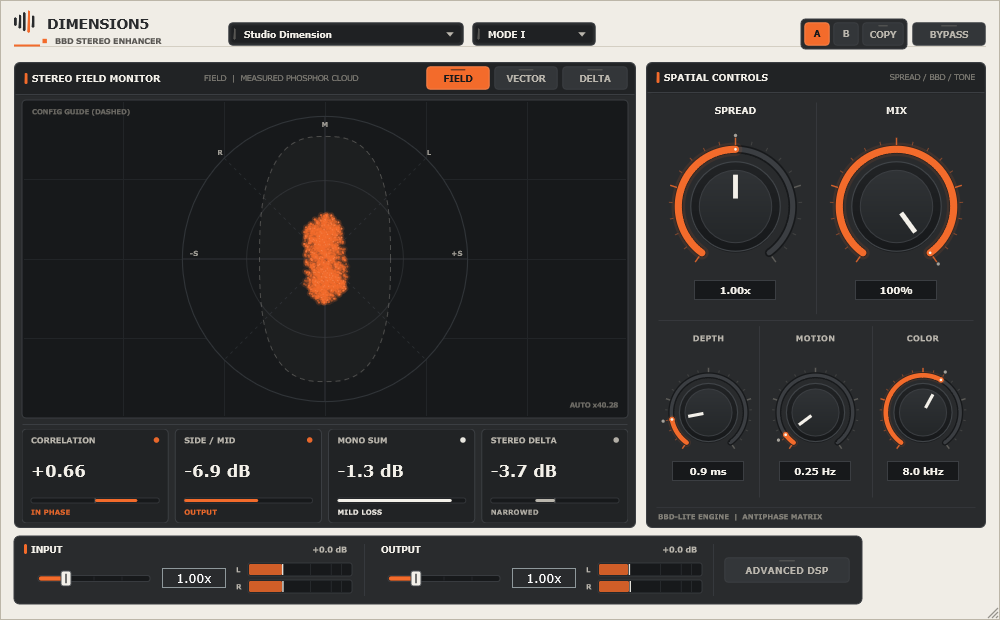 DIMENSION5
BBD STEREO ENHANCER
Studio Dimension
MODE I
A B COPY
BYPASS
STEREO FIELD MONITOR
FIELD | MEASURED PHOSPHOR CLOUD
FIELD VECTOR DELTA
CONFIG GUIDE (DASHED)
M
R L
-S +S
AUTO x40.28
CORRELATION
+0.66
IN PHASE
SIDE / MID
-6.9 dB
OUTPUT
MONO SUM
-1.3 dB
MILD LOSS
STEREO DELTA
-3.7 dB
NARROWED
SPATIAL CONTROLS
SPREAD / BBD / TONE
SPREAD
1.00x
MIX
100%
DEPTH
0.9 ms
MOTION
0.25 Hz
COLOR
8.0 kHz
BBD-LITE ENGINE | ANTIPHASE MATRIX
INPUT
+0.0 dB
1.00x
L
R
OUTPUT
+0.0 dB
1.00x
L
R
ADVANCED DSP